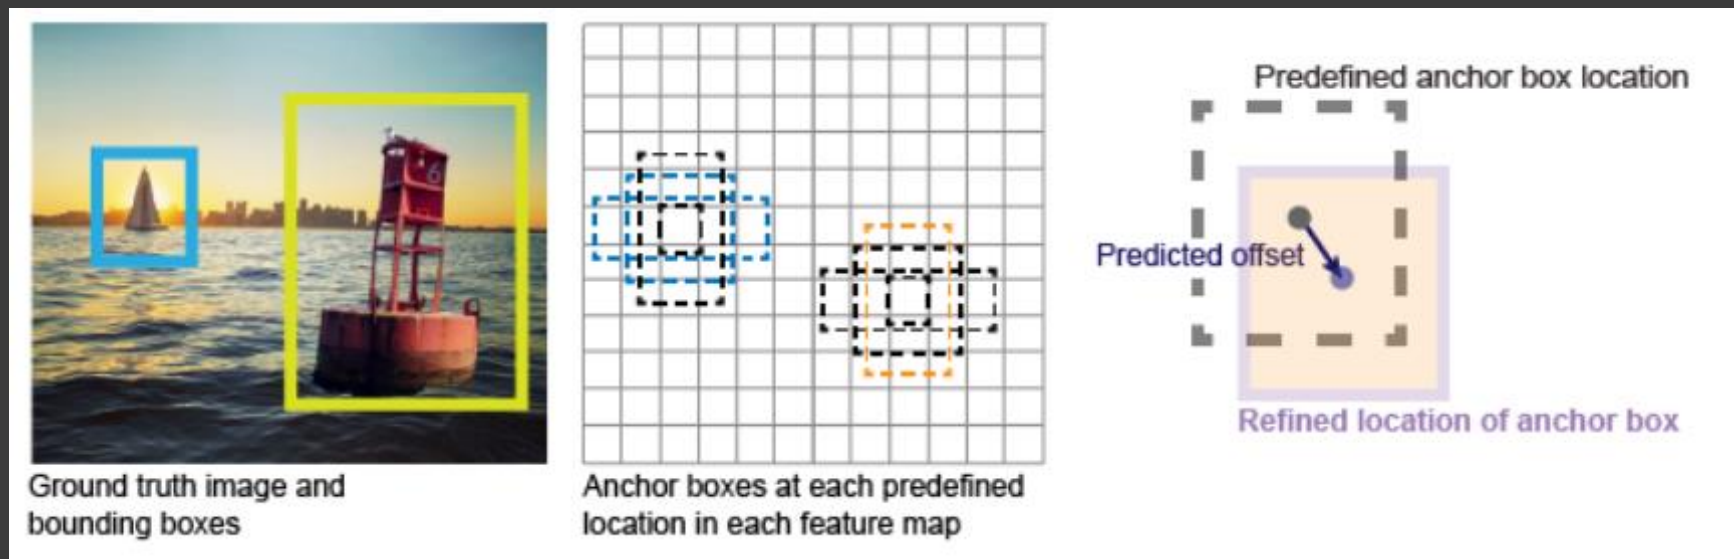 6
Ground truth image and
bounding boxes
Anchor boxes at each predefined
location in each feature map
Predefined anchor box location
Predicted offset
Refined location of anchor box